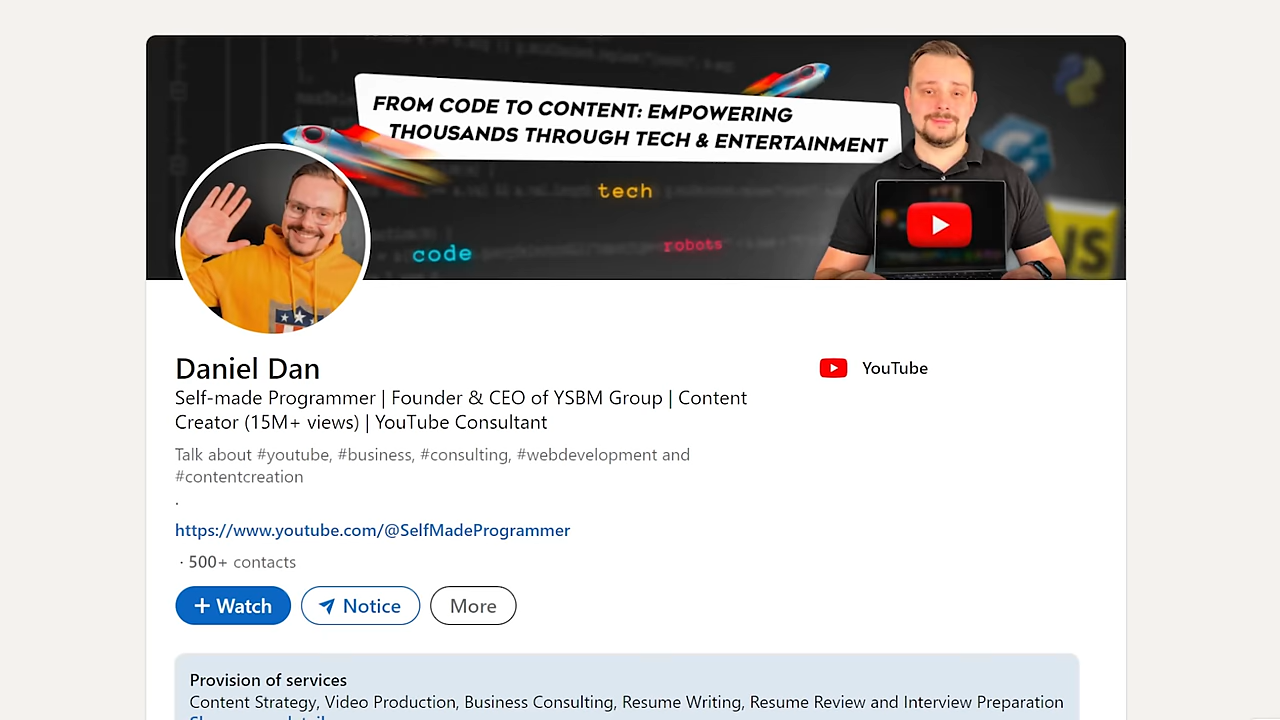 FROM CODE TO CONTENT: EMPOWERING
THOUSANDS THROUGH TECH & ENTERTAINMENT
tech
code
robots
JS
Daniel Dan
YouTube
Self-made Programmer | Founder & CEO of YSBM Group | Content
Creator (15M+ views) | YouTube Consultant
Talk about #youtube, #business, #consulting, #webdevelopment and
#contentcreation
.
https://www.youtube.com/@SelfMadeProgrammer
· 500+ contacts
+ Watch
Notice
More
Provision of services
Content Strategy, Video Production, Business Consulting, Resume Writing, Resume Review and Interview Preparation